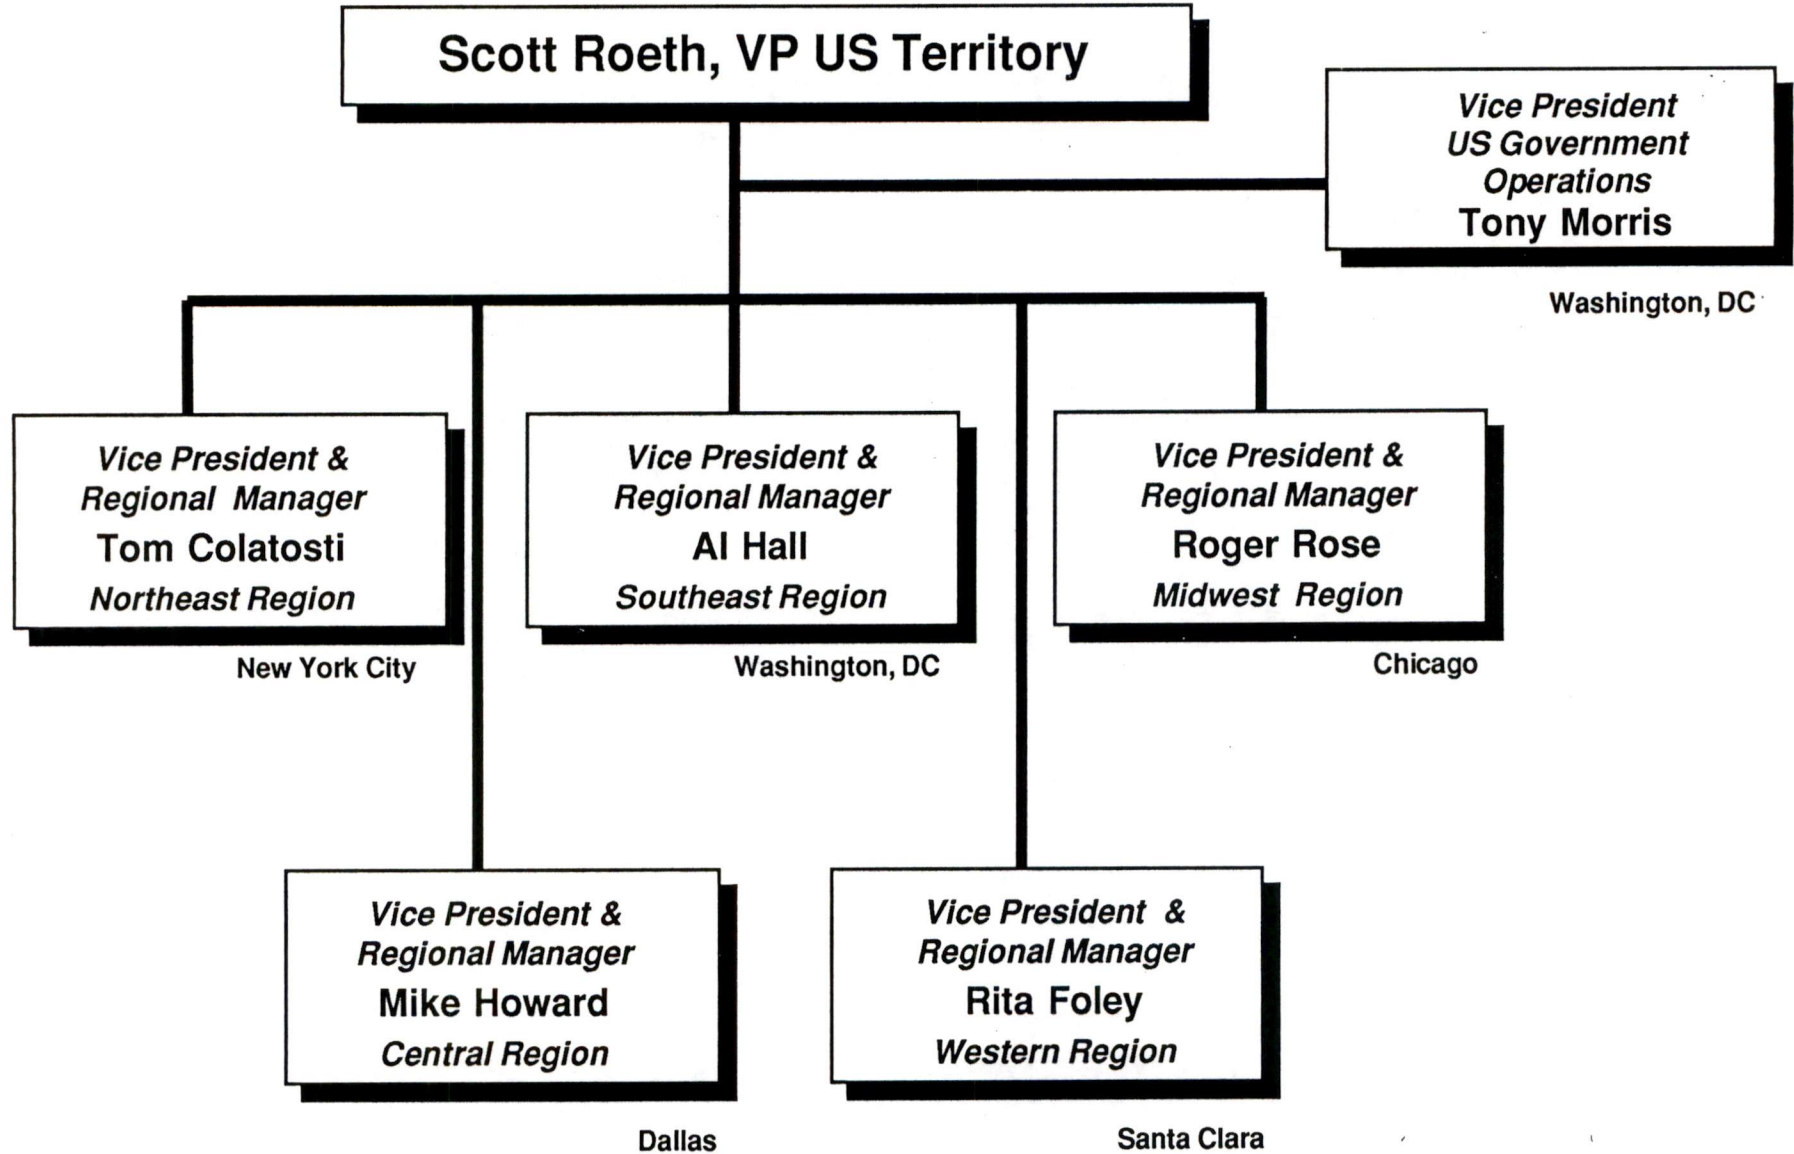 Scott Roeth, VP US Territory
Vice President
US Government
Operations
Tony Morris
Washington, DC
Vice President &
Regional Manager
Tom Colatosti
Northeast Region
New York City
Vice President &
Regional Manager
Al Hall
Southeast Region
Washington, DC
Vice President &
Regional Manager
Roger Rose
Midwest Region
Chicago
Vice President &
Regional Manager
Mike Howard
Central Region
Dallas
Vice President &
Regional Manager
Rita Foley
Western Region
Santa Clara